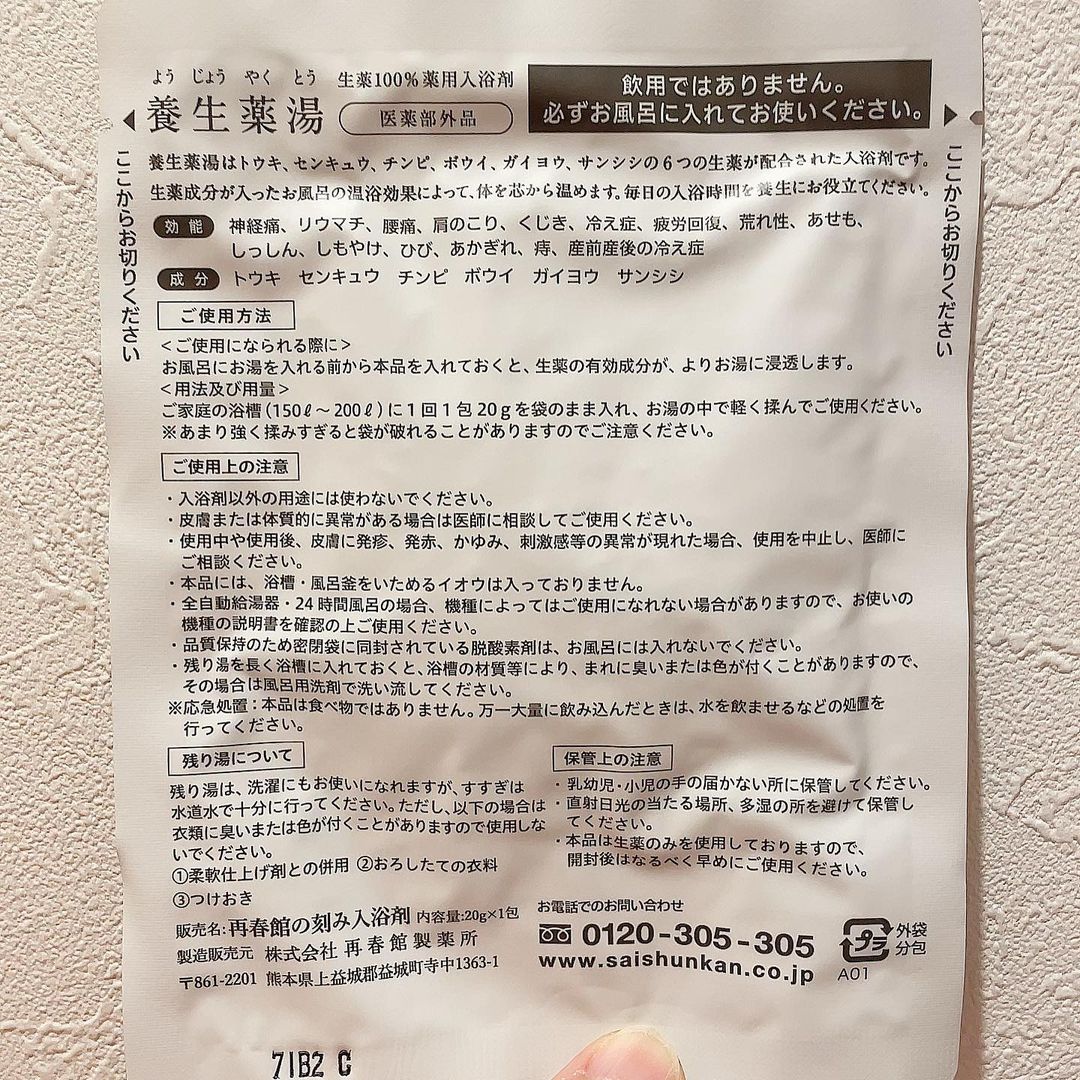 よう じょう やく とう
養生薬湯
生薬100%薬用入浴剤
医薬部外品
飲用ではありません。
必ずお風呂に入れてお使いください。
ここからお切りください
ここからお切りください
養生薬湯はトウキ、センキュウ、チンピ、ボウイ、ガイヨウ、サンシシの6つの生薬が配合された入浴剤です。
生薬成分が入ったお風呂の温浴効果によって、体を芯から温めます。毎日の入浴時間を養生にお役立てください。
効能 神経痛、リウマチ、腰痛、肩のこり、くじき、冷え症、疲労回復、荒れ性、あせも、
しっしん、しもやけ、ひび、あかぎれ、痔、産前産後の冷え症
成分 トウキ センキュウ チンピ ボウイ ガイヨウ サンシシ
ご使用方法
<ご使用になられる際に>
お風呂にお湯を入れる前から本品を入れておくと、生薬の有効成分が、よりお湯に浸透します。
<用法及び用量>
ご家庭の浴槽(150ℓ〜200ℓ)に1回1包20gを袋のまま入れ、お湯の中で軽く揉んでご使用ください。
※あまり強く揉みすぎると袋が破れることがありますのでご注意ください。
ご使用上の注意
・入浴剤以外の用途には使わないでください。
・皮膚または体質的に異常がある場合は医師に相談してご使用ください。
・使用中や使用後、皮膚に発疹、発赤、かゆみ、刺激感等の異常が現れた場合、使用を中止し、医師に
ご相談ください。
・本品には、浴槽・風呂釜をいためるイオウは入っておりません。
・全自動給湯器・24時間風呂の場合、機種によってはご使用になれない場合がありますので、お使いの
機種の説明書を確認の上ご使用ください。
・品質保持のため密閉袋に同封されている脱酸素剤は、お風呂には入れないでください。
・残り湯を長く浴槽に入れておくと、浴槽の材質等により、まれに臭いまたは色が付くことがありますので、
その場合は風呂用洗剤で洗い流してください。
※応急処置:本品は食べ物ではありません。万一大量に飲み込んだときは、水を飲ませるなどの処置を
行ってください。
残り湯について
残り湯は、洗濯にもお使いになれますが、すすぎは
水道水で十分に行ってください。ただし、以下の場合は
衣類に臭いまたは色が付くことがありますので使用しな
いでください。
①柔軟仕上げ剤との併用 ②おろしたての衣料
③つけおき
保管上の注意
・乳幼児・小児の手の届かない所に保管してください。
・直射日光の当たる場所、多湿の所を避けて保管し
てください。
・本品は生薬のみを使用しておりますので、
開封後はなるべく早めにご使用ください。
販売名:再春館の刻み入浴剤 内容量:20g×1包
製造販売元 株式会社再春館製薬所
〒861-2201 熊本県上益城郡益城町寺中1363-1
お電話でのお問い合わせ
0120-305-305
www.saishunkan.co.jp
プラ
外袋
分包
A01
71B2 C